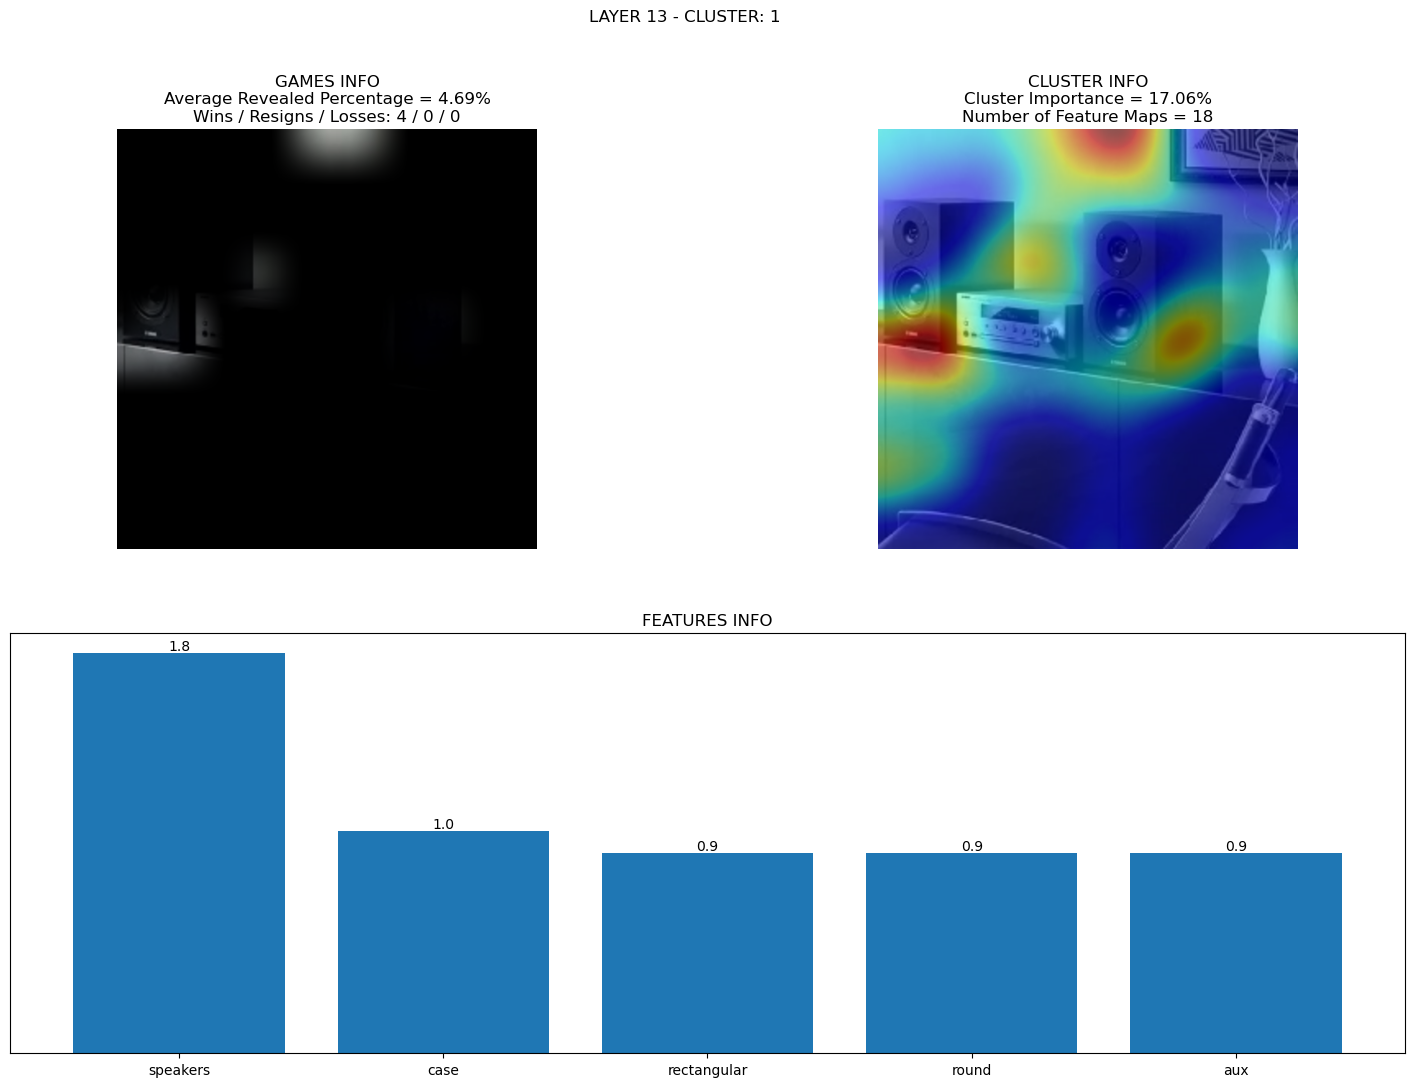 LAYER 13 - CLUSTER: 1
GAMES INFO
Average Revealed Percentage = 4.69%
Wins / Resigns / Losses: 4 / 0 / 0
CLUSTER INFO
Cluster Importance = 17.06%
Number of Feature Maps = 18
FEATURES INFO
1.8
1.0
0.9
0.9
0.9
speakers
case
rectangular
round
aux